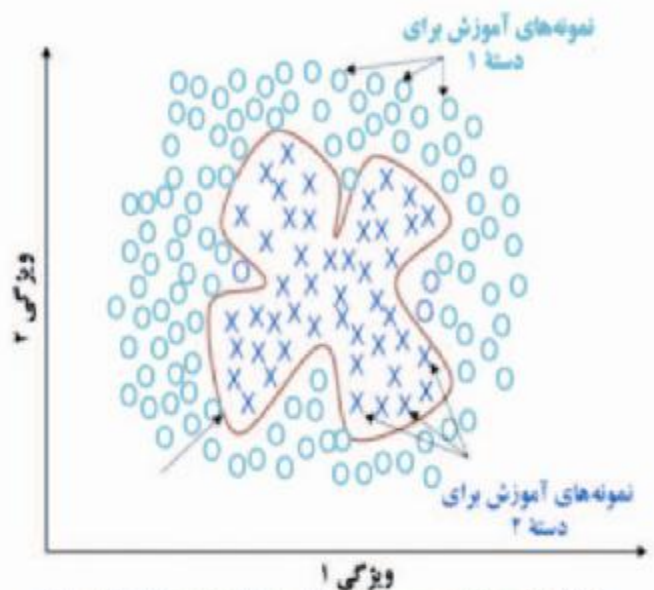 نمونه‌های آموزش برای
دستهٔ ۱
ویژگی ۲
نمونه‌های آموزش برای
دستهٔ ۲
ویژگی ۱